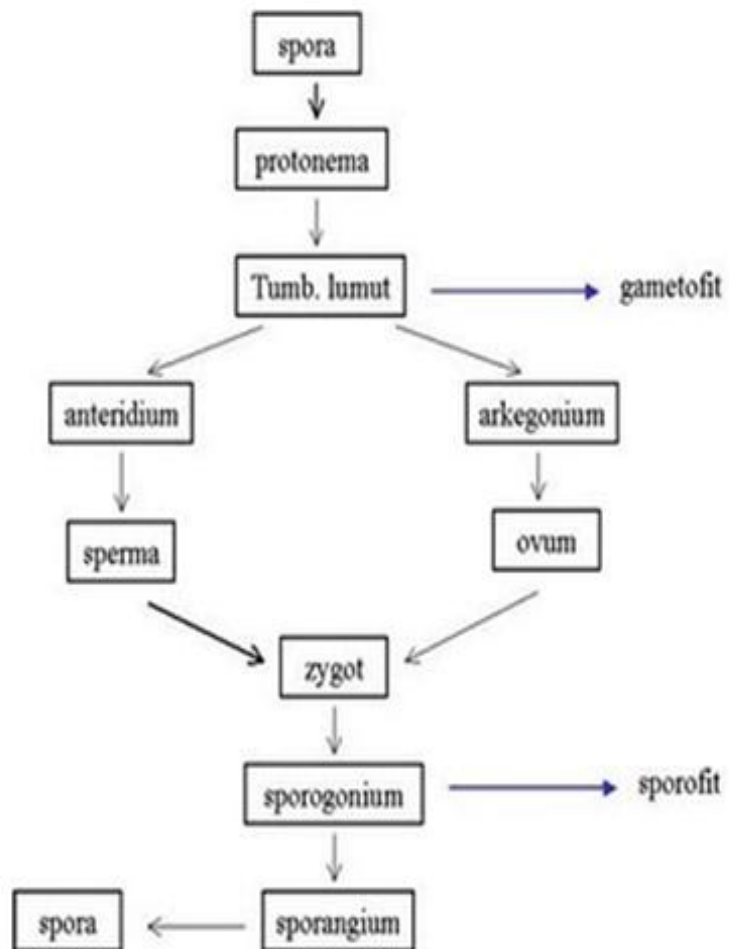 spora
protonema
Tumb. lumut
gametofit
anteridium
arkegonium
sperma
ovum
zygot
sporogonium
sporofit
spora
sporangium